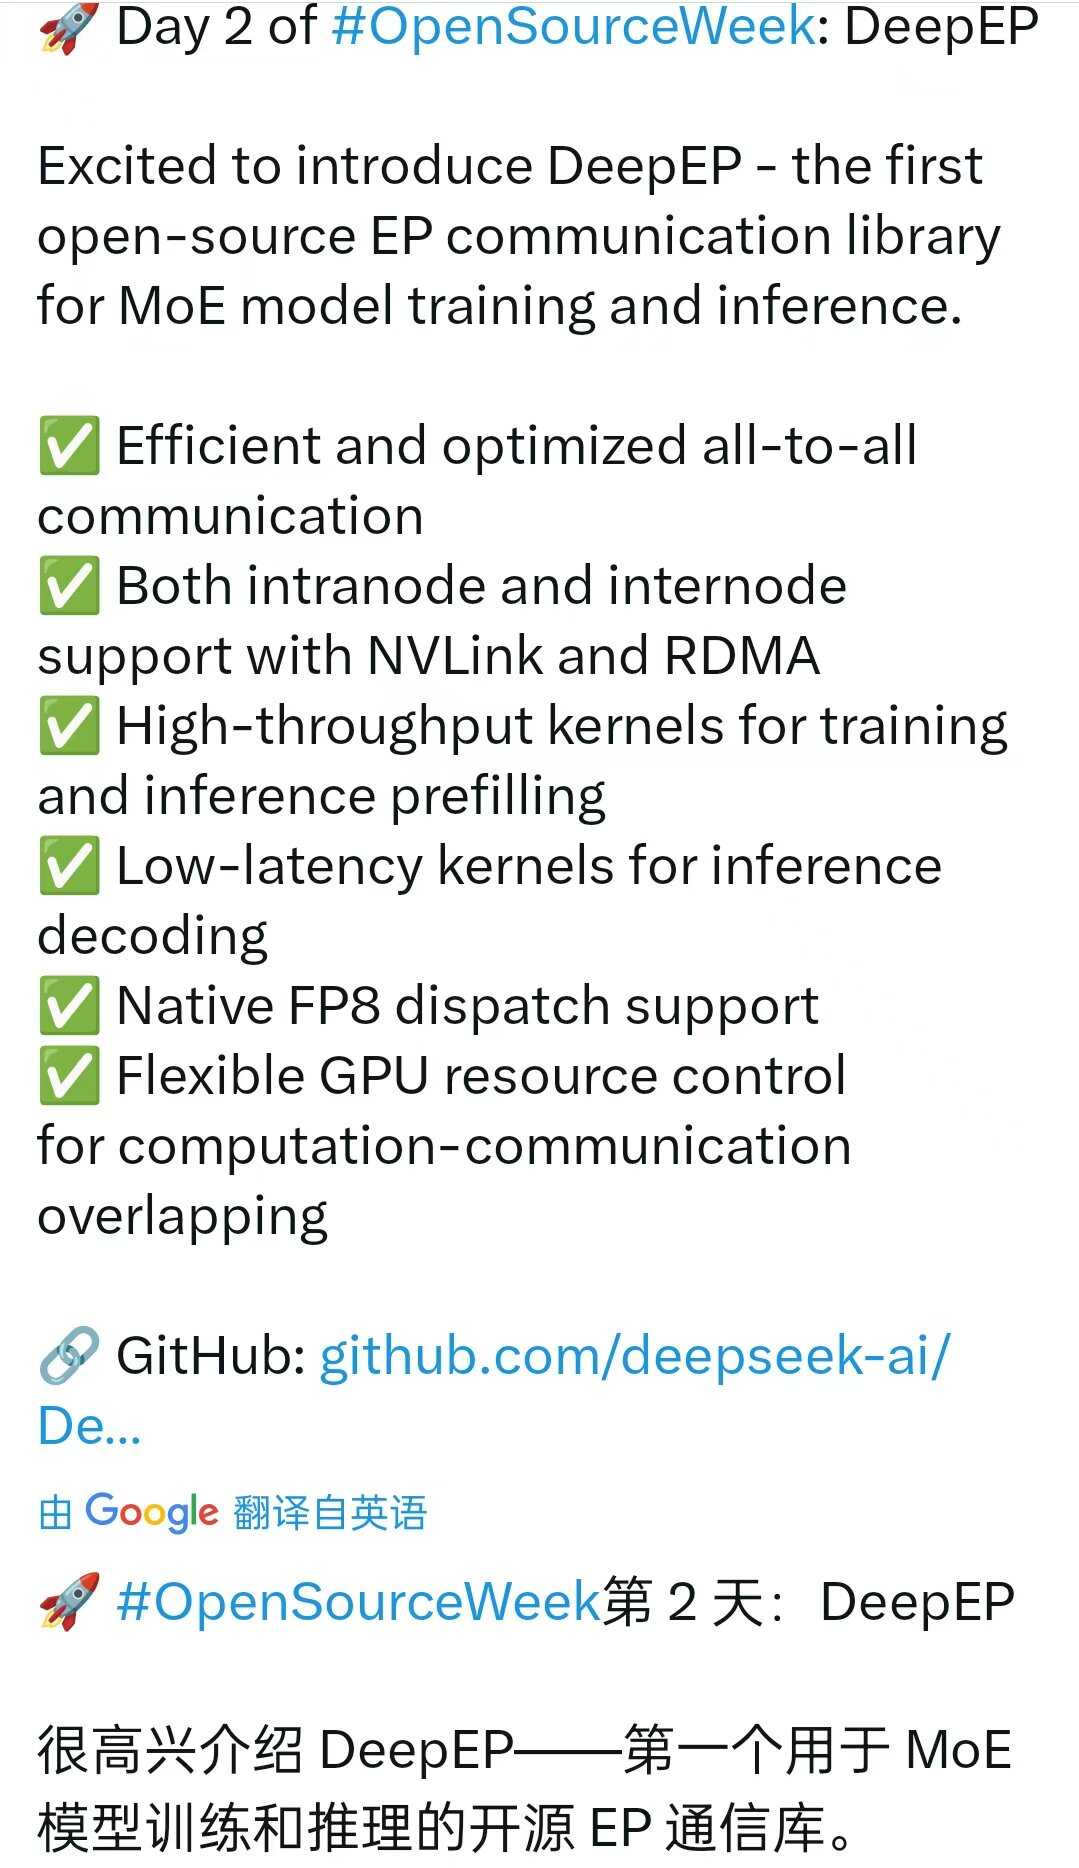 🚀 Day 2 of #OpenSourceWeek: DeepEP
Excited to introduce DeepEP - the first
open-source EP communication library
for MoE model training and inference.
✅ Efficient and optimized all-to-all
communication
✅ Both intranode and internode
support with NVLink and RDMA
✅ High-throughput kernels for training
and inference prefilling
✅ Low-latency kernels for inference
decoding
✅ Native FP8 dispatch support
✅ Flexible GPU resource control
for computation-communication
overlapping
🔗 GitHub: github.com/deepseek-ai/
De...
由 Google 翻译自英语
🚀 #OpenSourceWeek第 2 天： DeepEP
很高兴介绍 DeepEP——第一个用于 MoE
模型训练和推理的开源 EP 通信库。